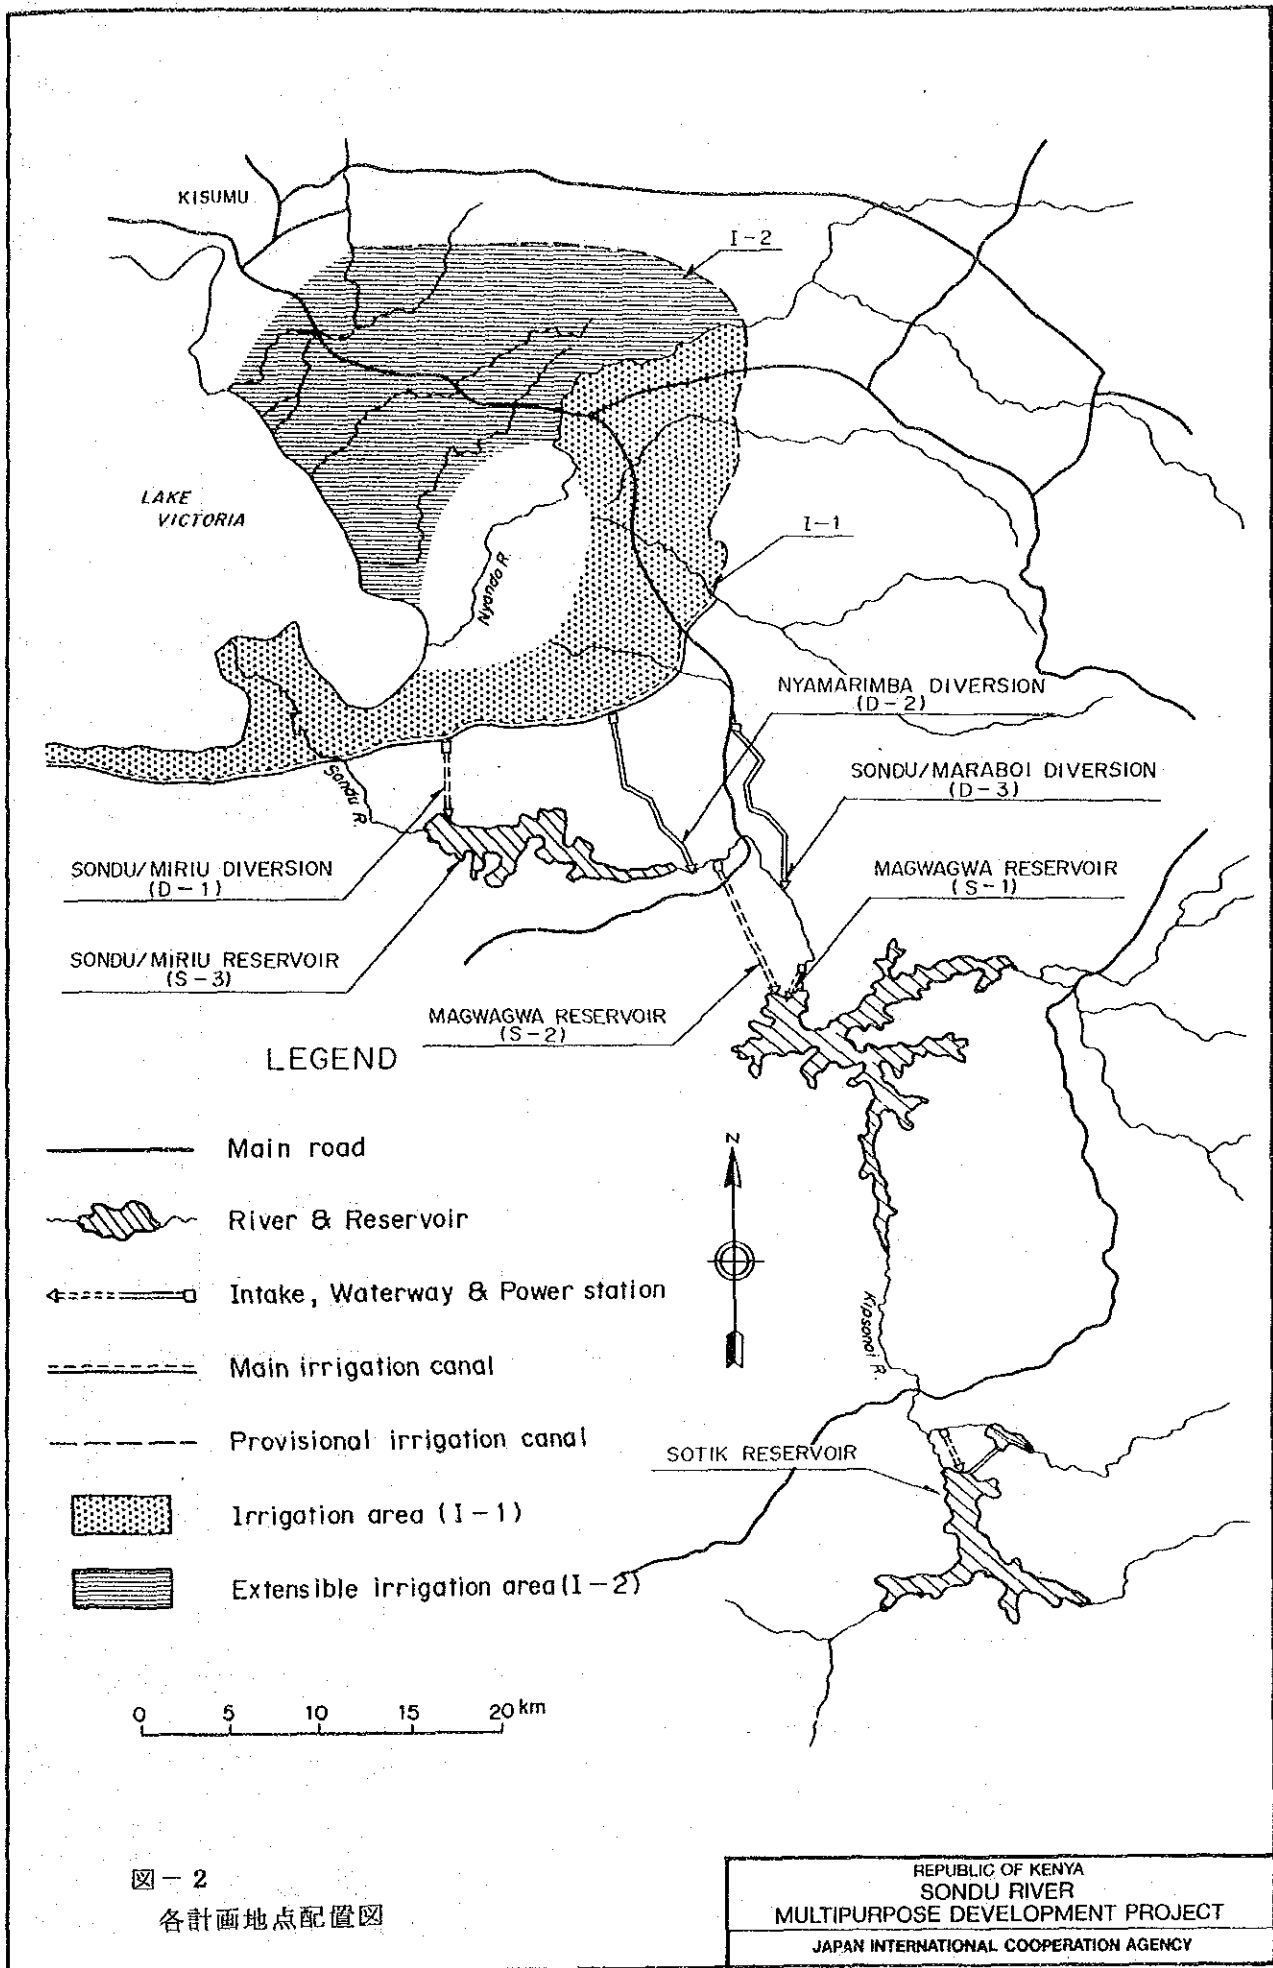 KISUMU
I-2
LAKE
VICTORIA
I-1
Nyando R.
NYAMARIMBA DIVERSION
(D-2)
SONDU/MARABOI DIVERSION
(D-3)
Sondu R.
SONDU/MIRIU DIVERSION
(D-1)
MAGWAGWA RESERVOIR
(S-1)
SONDU/MIRIU RESERVOIR
(S-3)
MAGWAGWA RESERVOIR
(S-2)
LEGEND
Main road
N
River & Reservoir
Intake, Waterway & Power station
Kipsonoi R.
Main irrigation canal
Provisional irrigation canal
SOTIK RESERVOIR
Irrigation area (I-1)
Extensible irrigation area (I-2)
0 5 10 15 20 km
図-2
各計画地点配置図
REPUBLIC OF KENYA
SONDU RIVER
MULTIPURPOSE DEVELOPMENT PROJECT
JAPAN INTERNATIONAL COOPERATION AGENCY